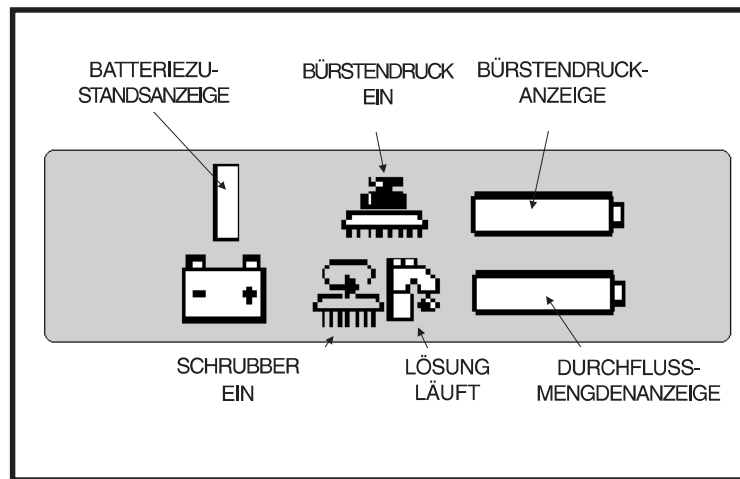 BATTERIEZU-
STANDSANZEIGE
BÜRSTENDRUCK
EIN
BÜRSTENDRUCK-
ANZEIGE
SCHRUBBER
EIN
LÖSUNG
LÄUFT
DURCHFLUSS-
MENGDENANZEIGE